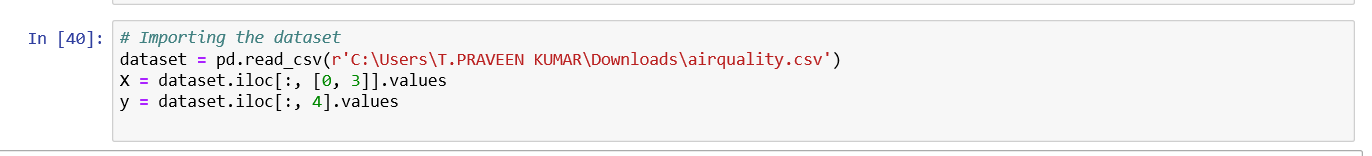 In [40]:
# Importing the dataset
dataset = pd.read_csv(r'C:\Users\T.PRAVEEN KUMAR\Downloads\airquality.csv')
X = dataset.iloc[:, [0, 3]].values
y = dataset.iloc[:, 4].values